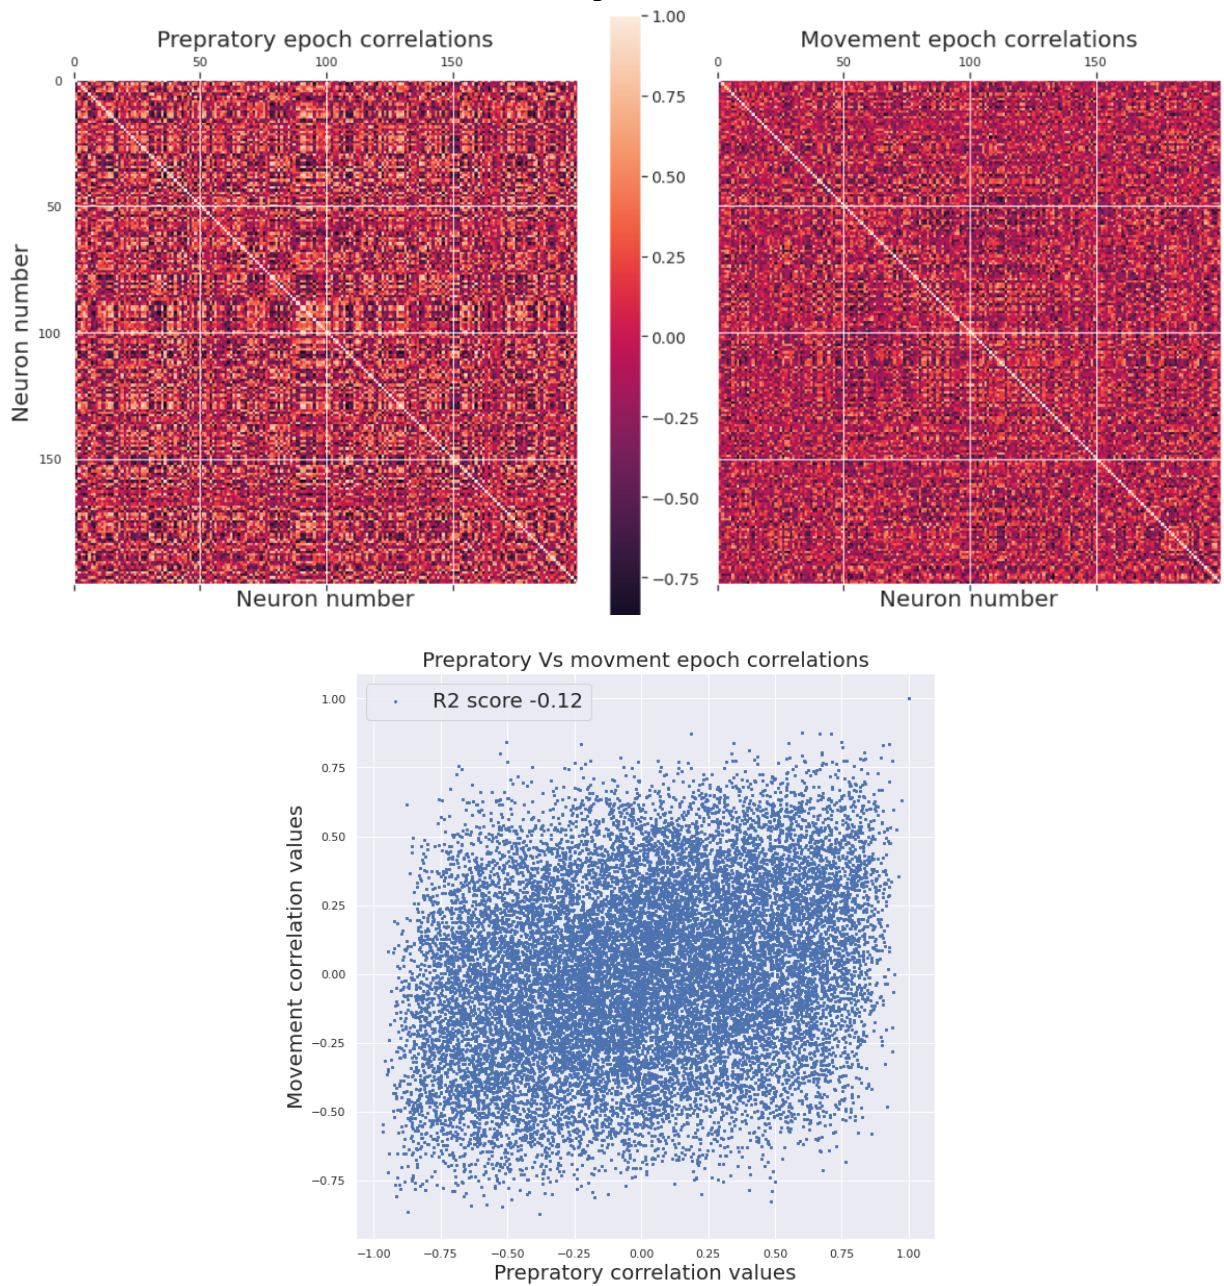 Prepratory epoch correlations
0 50 100 150
0
50
100
150
Neuron number
Neuron number
1.00
0.75
0.50
0.25
0.00
−0.25
−0.50
−0.75
Movement epoch correlations
0 50 100 150
Neuron number
Prepratory Vs movment epoch correlations
R2 score -0.12
1.00
0.75
0.50
0.25
0.00
−0.25
−0.50
−0.75
Movement correlation values
−1.00 −0.75 −0.50 −0.25 0.00 0.25 0.50 0.75 1.00
Prepratory correlation values